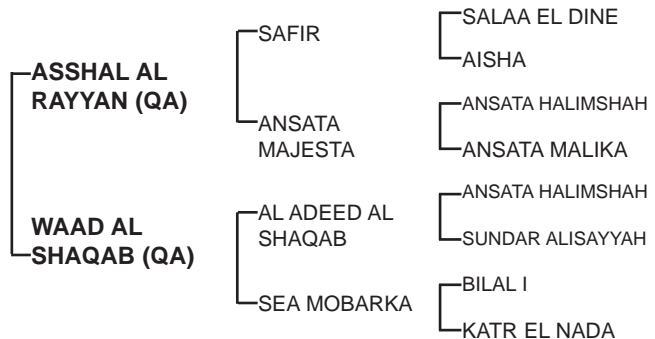 ASSHAL AL
RAYYAN (QA)
SAFIR
SALAA EL DINE
AISHA
ANSATA
MAJESTA
ANSATA HALIMSHAH
ANSATA MALIKA
WAAD AL
SHAQAB (QA)
AL ADEED AL
SHAQAB
ANSATA HALIMSHAH
SUNDAR ALISAYYAH
SEA MOBARKA
BILAL I
KATR EL NADA